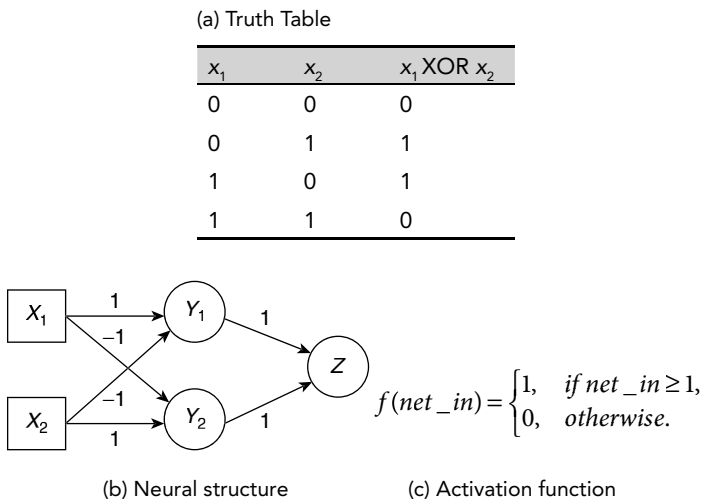 (a) Truth Table
x₁ x₂ x₁ XOR x₂
0 0 0
0 1 1
1 0 1
1 1 0
X₁ 1 Y₁ 1
−1
Z
X₂ −1 Y₂ 1
1
f(net_in) = {1, if net_in ≥ 1,
0, otherwise.
(b) Neural structure (c) Activation function